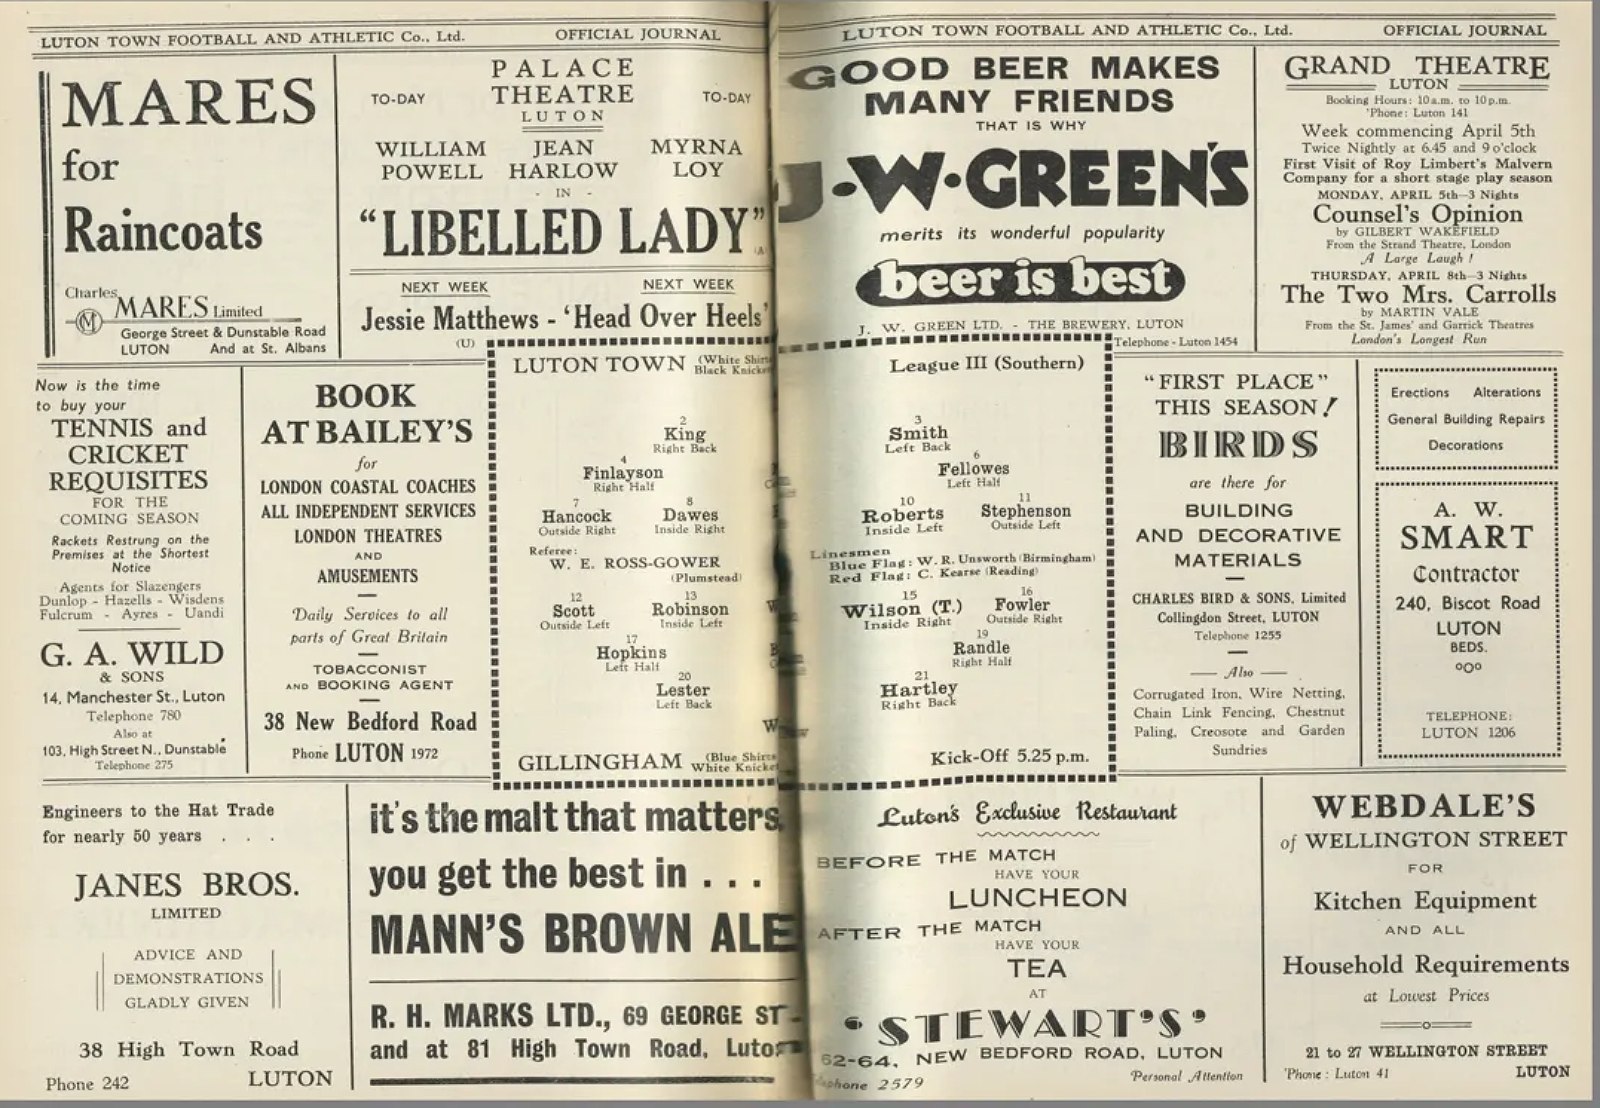 LUTON TOWN FOOTBALL AND ATHLETIC Co., Ltd. OFFICIAL JOURNAL
MARES
for
Raincoats
Charles
MARES Limited
George Street & Dunstable Road
LUTON And at St. Albans
PALACE
TO-DAY THEATRE TO-DAY
LUTON
WILLIAM JEAN MYRNA
POWELL HARLOW LOY
- IN -
"LIBELLED LADY"
(A)
NEXT WEEK NEXT WEEK
Jessie Matthews - 'Head Over Heels'
(U)
LUTON TOWN FOOTBALL AND ATHLETIC Co., Ltd. OFFICIAL JOURNAL
GOOD BEER MAKES
MANY FRIENDS
THAT IS WHY
J.W.GREEN'S
merits its wonderful popularity
beer is best
J. W. GREEN LTD. - THE BREWERY, LUTON
Telephone - Luton 1454
GRAND THEATRE
LUTON
Booking Hours: 10 a.m. to 10 p.m.
'Phone: Luton 141
Week commencing April 5th
Twice Nightly at 6.45 and 9 o'clock
First Visit of Roy Limbert's Malvern
Company for a short stage play season
MONDAY, APRIL 5th—3 Nights
Counsel's Opinion
by GILBERT WAKEFIELD
From the Strand Theatre, London
A Large Laugh !
THURSDAY, APRIL 8th—3 Nights
The Two Mrs. Carrolls
by MARTIN VALE
From the St. James' and Garrick Theatres
London's Longest Run
Now is the time
to buy your
TENNIS and
CRICKET
REQUISITES
FOR THE
COMING SEASON
Rackets Restrung on the
Premises at the Shortest
Notice
Agents for Slazengers
Dunlop - Hazells - Wisdens
Fulcrum - Ayres - Uandi
G. A. WILD
& SONS
14, Manchester St., Luton
Telephone 780
Also at
103, High Street N., Dunstable
Telephone 275
BOOK
AT BAILEY'S
for
LONDON COASTAL COACHES
ALL INDEPENDENT SERVICES
LONDON THEATRES
AND
AMUSEMENTS
Daily Services to all
parts of Great Britain
TOBACCONIST
AND BOOKING AGENT
38 New Bedford Road
Phone LUTON 1972
LUTON TOWN (White Shirts
Black Knickers
League III (Southern)
2
King
Right Back
3
Smith
Left Back
4
Finlayson
Right Half
6
Fellowes
Left Half
7 8
Hancock Dawes
Outside Right Inside Right
10 11
Roberts Stephenson
Inside Left Outside Left
Referee:
W. E. ROSS-GOWER
(Plumstead)
Linesmen
Blue Flag: W. R. Unsworth (Birmingham)
Red Flag: C. Kearse (Reading)
12 13
Scott Robinson
Outside Left Inside Left
15 16
Wilson (T.) Fowler
Inside Right Outside Right
17
Hopkins
Left Half
19
Randle
Right Half
20
Lester
Left Back
21
Hartley
Right Back
GILLINGHAM (Blue Shirts
White Knickers
Kick-Off 5.25 p.m.
"FIRST PLACE"
THIS SEASON!
BIRDS
are there for
BUILDING
AND DECORATIVE
MATERIALS
CHARLES BIRD & SONS, Limited
Collingdon Street, LUTON
Telephone 1255
— Also —
Corrugated Iron, Wire Netting,
Chain Link Fencing, Chestnut
Paling, Creosote and Garden
Sundries
Erections Alterations
General Building Repairs
Decorations
A. W.
SMART
Contractor
240, Biscot Road
LUTON
BEDS.
TELEPHONE:
LUTON 1206
Engineers to the Hat Trade
for nearly 50 years . . .
JANES BROS.
LIMITED
ADVICE AND
DEMONSTRATIONS
GLADLY GIVEN
38 High Town Road
Phone 242 LUTON
it's the malt that matters,
you get the best in . . .
MANN'S BROWN ALE
R. H. MARKS LTD., 69 GEORGE ST
and at 81 High Town Road, Luton
Luton's Exclusive Restaurant
BEFORE THE MATCH
HAVE YOUR
LUNCHEON
AFTER THE MATCH
HAVE YOUR
TEA
AT
'STEWART'S'
62-64, NEW BEDFORD ROAD, LUTON
Telephone 2579 Personal Attention
WEBDALE'S
of WELLINGTON STREET
FOR
Kitchen Equipment
AND ALL
Household Requirements
at Lowest Prices
21 to 27 WELLINGTON STREET
'Phone: Luton 41 LUTON